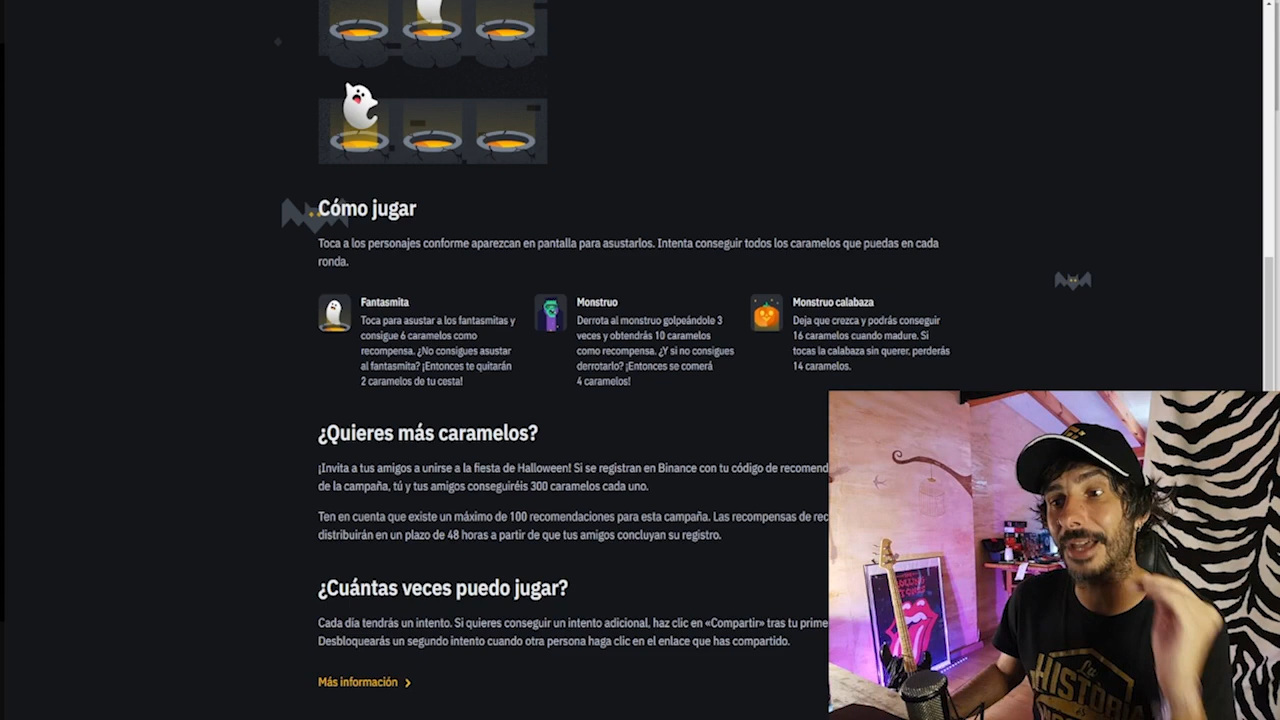 Cómo jugar
Toca a los personajes conforme aparezcan en pantalla para asustarlos. Intenta conseguir todos los caramelos que puedas en cada
ronda.
Fantasmita
Toca para asustar a los fantasmitas y
consigue 6 caramelos como
recompensa. ¿No consigues asustar
al fantasmita? ¡Entonces te quitarán
2 caramelos de tu cesta!
Monstruo
Derrota al monstruo golpeándole 3
veces y obtendrás 10 caramelos
como recompensa. ¿Y si no consigues
derrotarlo? ¡Entonces se comerá
4 caramelos!
Monstruo calabaza
Deja que crezca y podrás conseguir
16 caramelos cuando madure. Si
tocas la calabaza sin querer, perderás
14 caramelos.
¿Quieres más caramelos?
¡Invita a tus amigos a unirse a la fiesta de Halloween! Si se registran en Binance con tu código de recomend
de la campaña, tú y tus amigos conseguiréis 300 caramelos cada uno.
Ten en cuenta que existe un máximo de 100 recomendaciones para esta campaña. Las recompensas de rec
distribuirán en un plazo de 48 horas a partir de que tus amigos concluyan su registro.
¿Cuántas veces puedo jugar?
Cada día tendrás un intento. Si quieres conseguir un intento adicional, haz clic en «Compartir» tras tu prime
Desbloquearás un segundo intento cuando otra persona haga clic en el enlace que has compartido.
Más información
La
HISTORIA